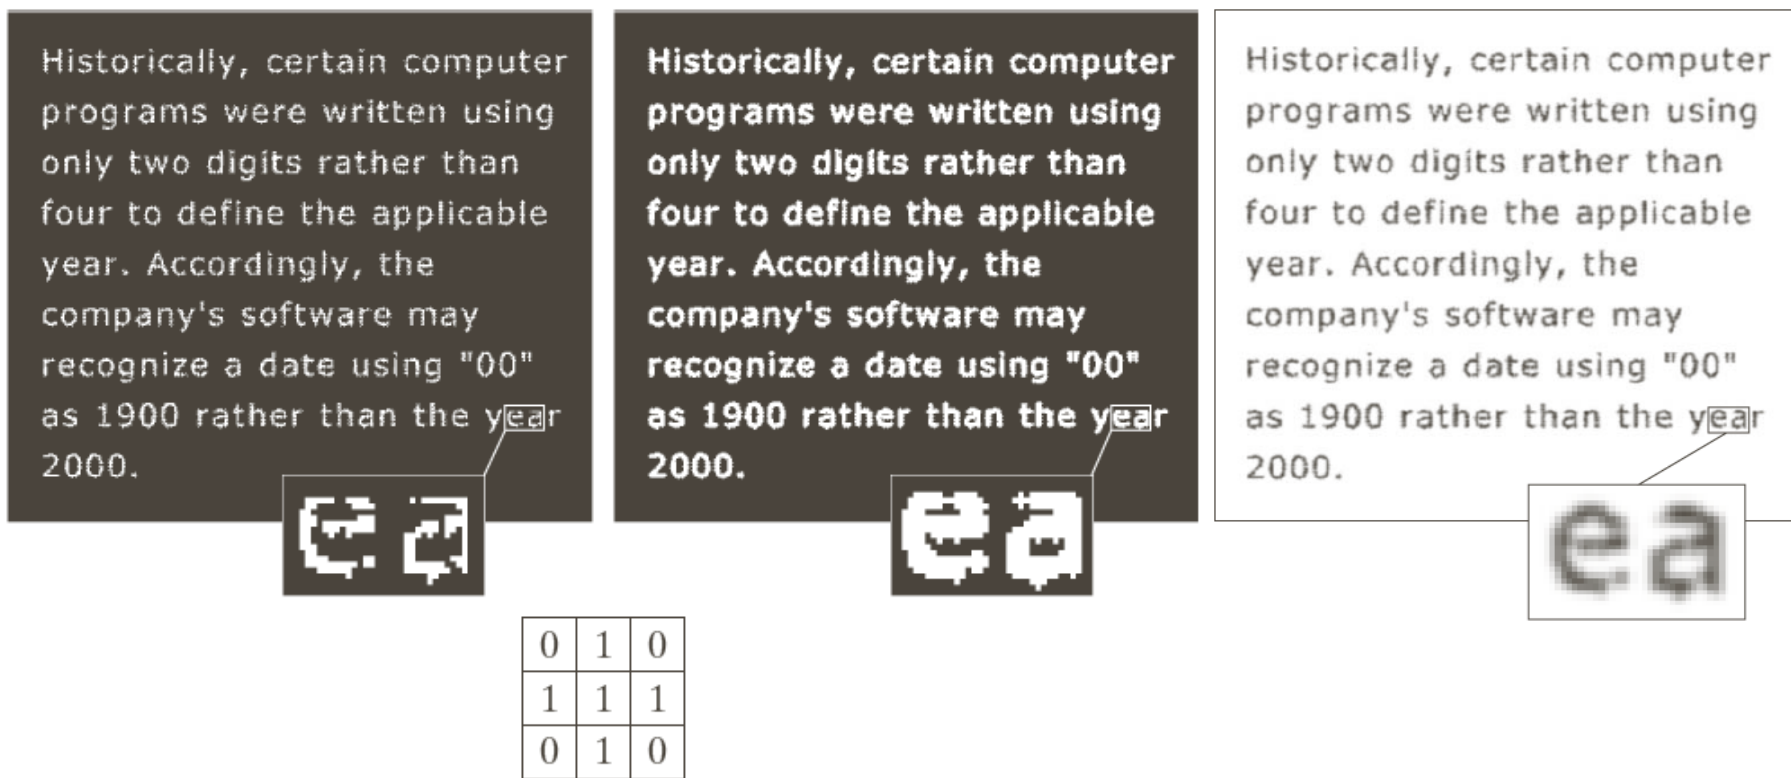 Historically, certain computer
programs were written using
only two digits rather than
four to define the applicable
year. Accordingly, the
company's software may
recognize a date using "00"
as 1900 rather than the year
2000.
ea
Historically, certain computer
programs were written using
only two digits rather than
four to define the applicable
year. Accordingly, the
company's software may
recognize a date using "00"
as 1900 rather than the year
2000.
ea
Historically, certain computer
programs were written using
only two digits rather than
four to define the applicable
year. Accordingly, the
company's software may
recognize a date using "00"
as 1900 rather than the year
2000.
ea
0 1 0
1 1 1
0 1 0